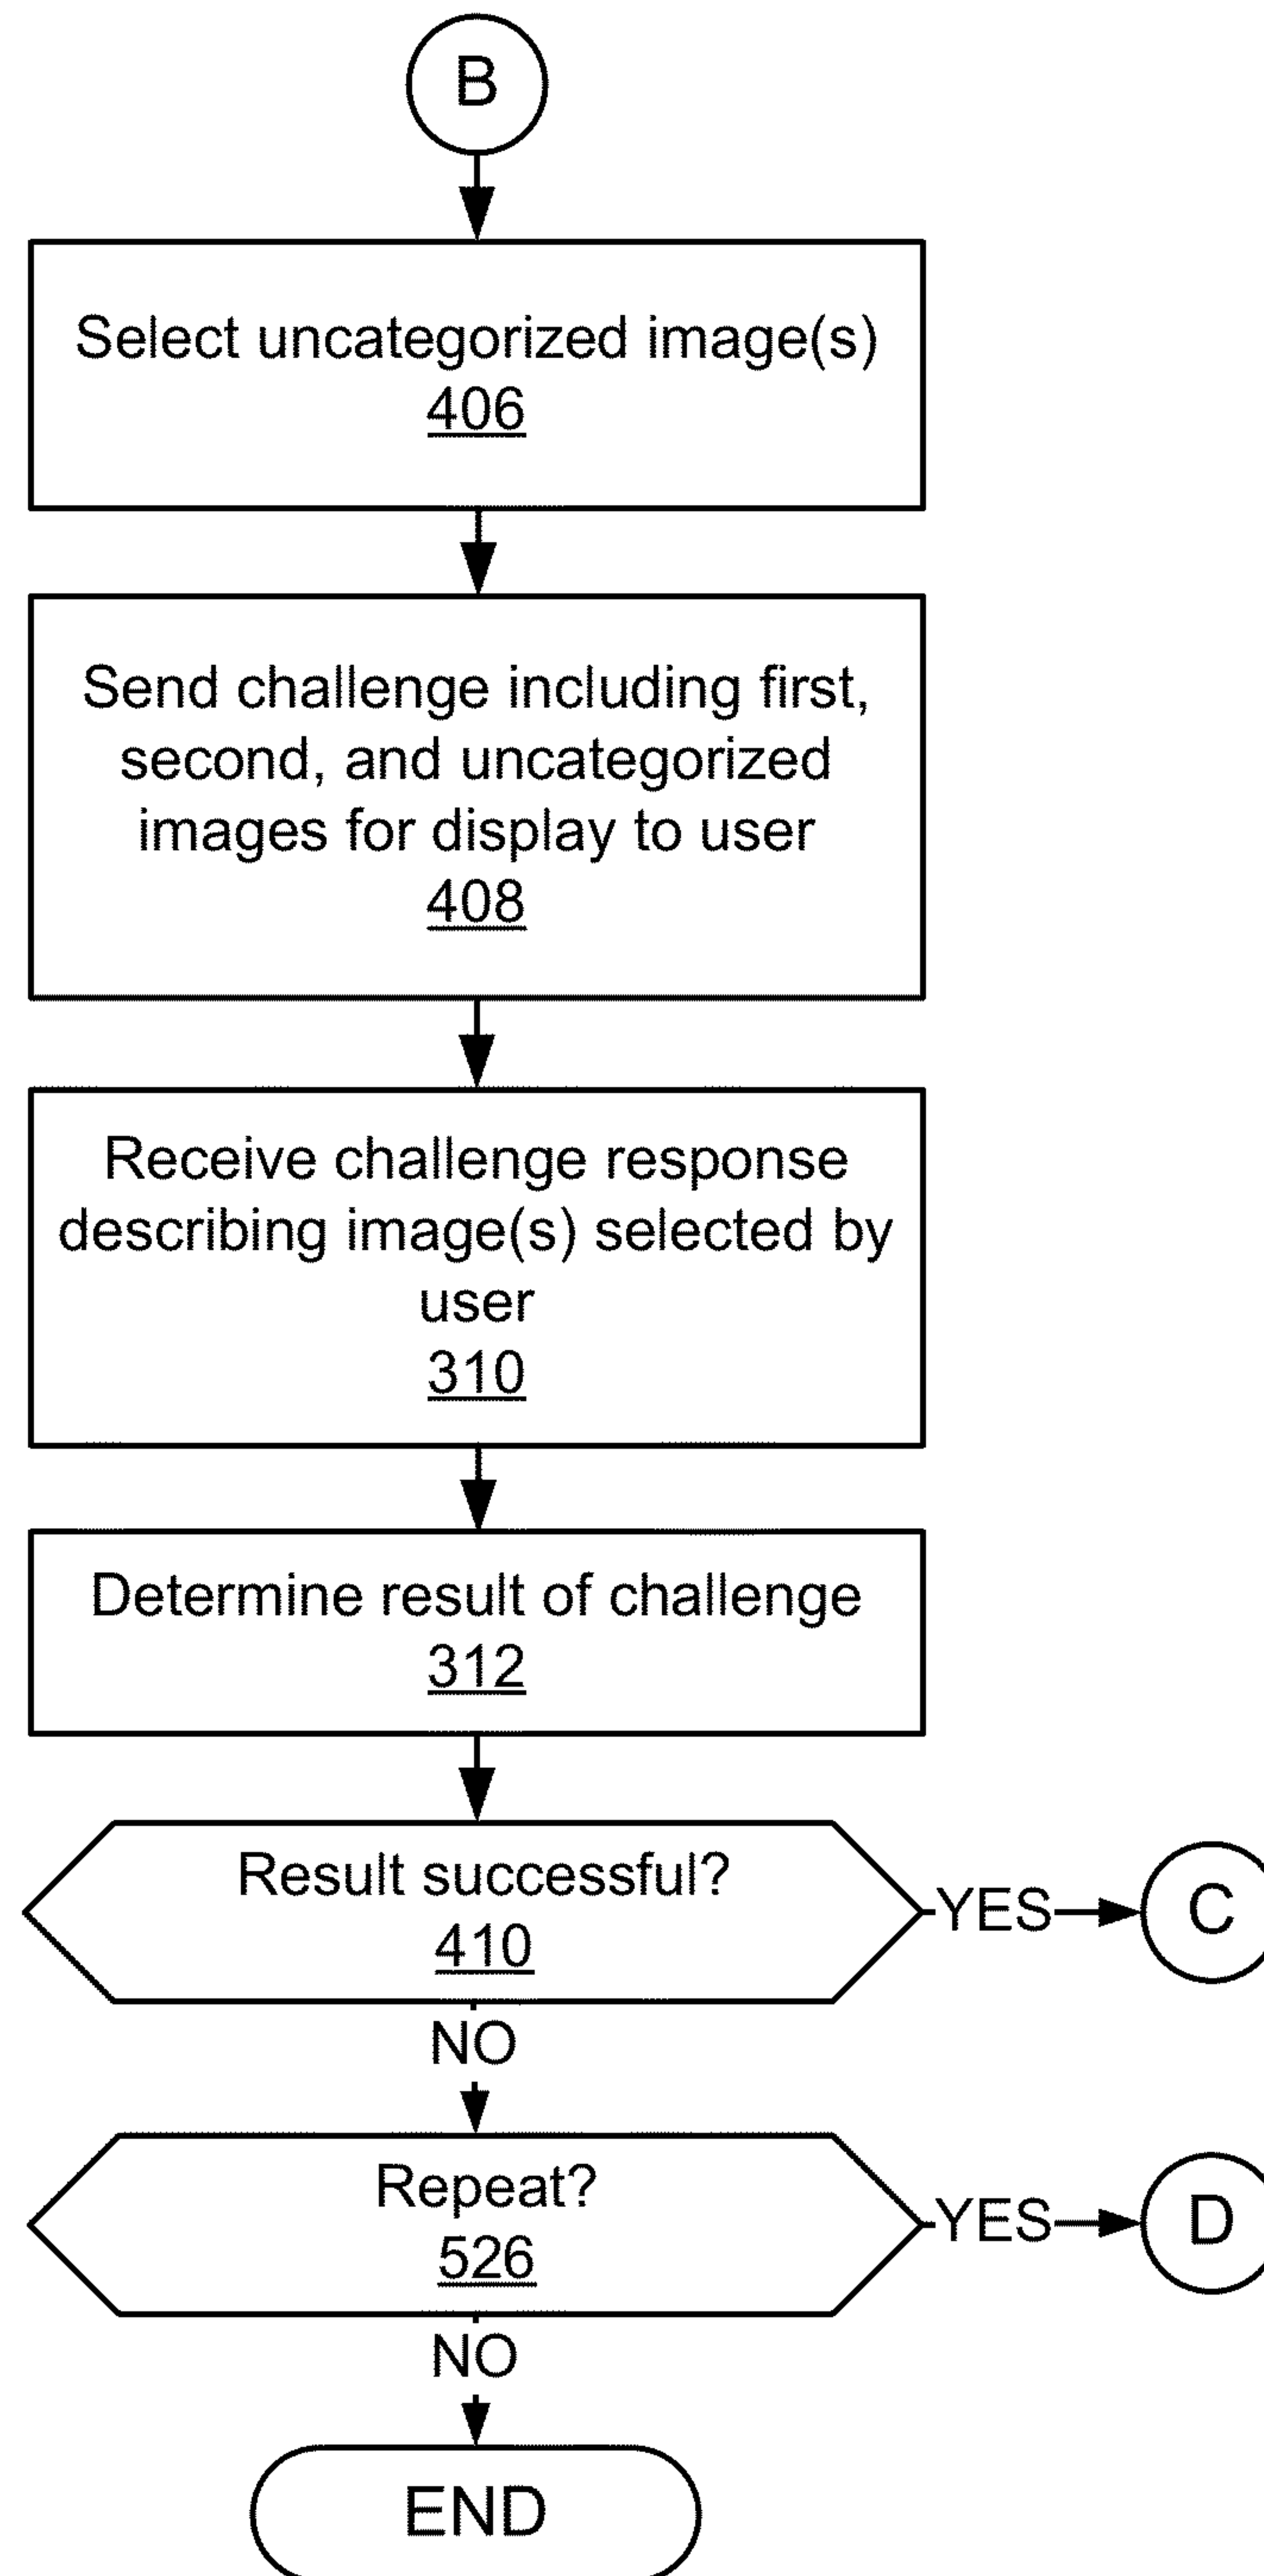 B
Select uncategorized image(s)
406
Send challenge including first,
second, and uncategorized
images for display to user
408
Receive challenge response
describing image(s) selected by
user
310
Determine result of challenge
312
Result successful?
410
YES
C
NO
Repeat?
526
YES
D
NO
END